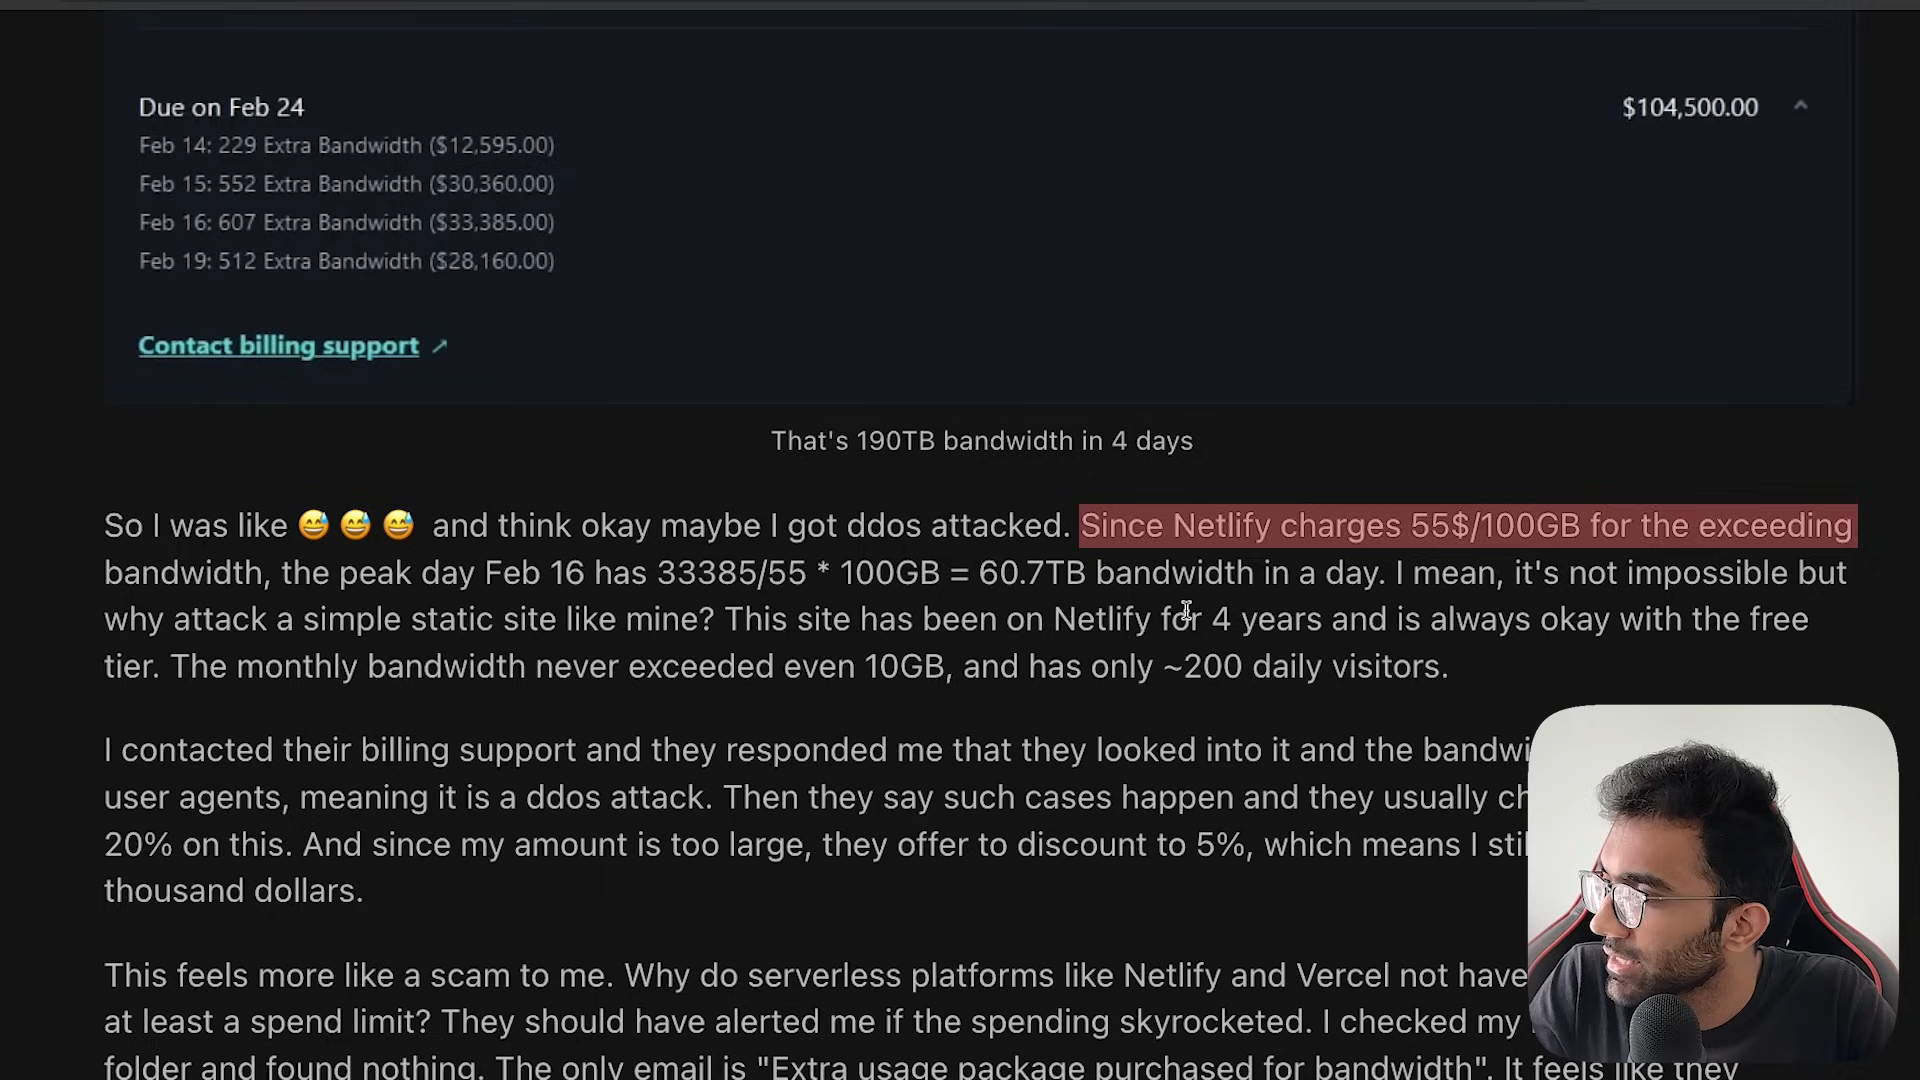 Due on Feb 24
$104,500.00
Feb 14: 229 Extra Bandwidth ($12,595.00)
Feb 15: 552 Extra Bandwidth ($30,360.00)
Feb 16: 607 Extra Bandwidth ($33,385.00)
Feb 19: 512 Extra Bandwidth ($28,160.00)
Contact billing support ↗
That's 190TB bandwidth in 4 days
So I was like 😅 😅 😅 and think okay maybe I got ddos attacked. Since Netlify charges 55$/100GB for the exceeding
bandwidth, the peak day Feb 16 has 33385/55 * 100GB = 60.7TB bandwidth in a day. I mean, it's not impossible but
why attack a simple static site like mine? This site has been on Netlify for 4 years and is always okay with the free
tier. The monthly bandwidth never exceeded even 10GB, and has only ~200 daily visitors.
I contacted their billing support and they responded me that they looked into it and the
user agents, meaning it is a ddos attack. Then they say such cases happen and they usually
20% on this. And since my amount is too large, they offer to discount to 5%, which means I
thousand dollars.
This feels more like a scam to me. Why do serverless platforms like Netlify and Vercel not have
at least a spend limit? They should have alerted me if the spending skyrocketed. I checked my
folder and found nothing. The only email is "Extra usage package purchased for bandwidth". It feels like they